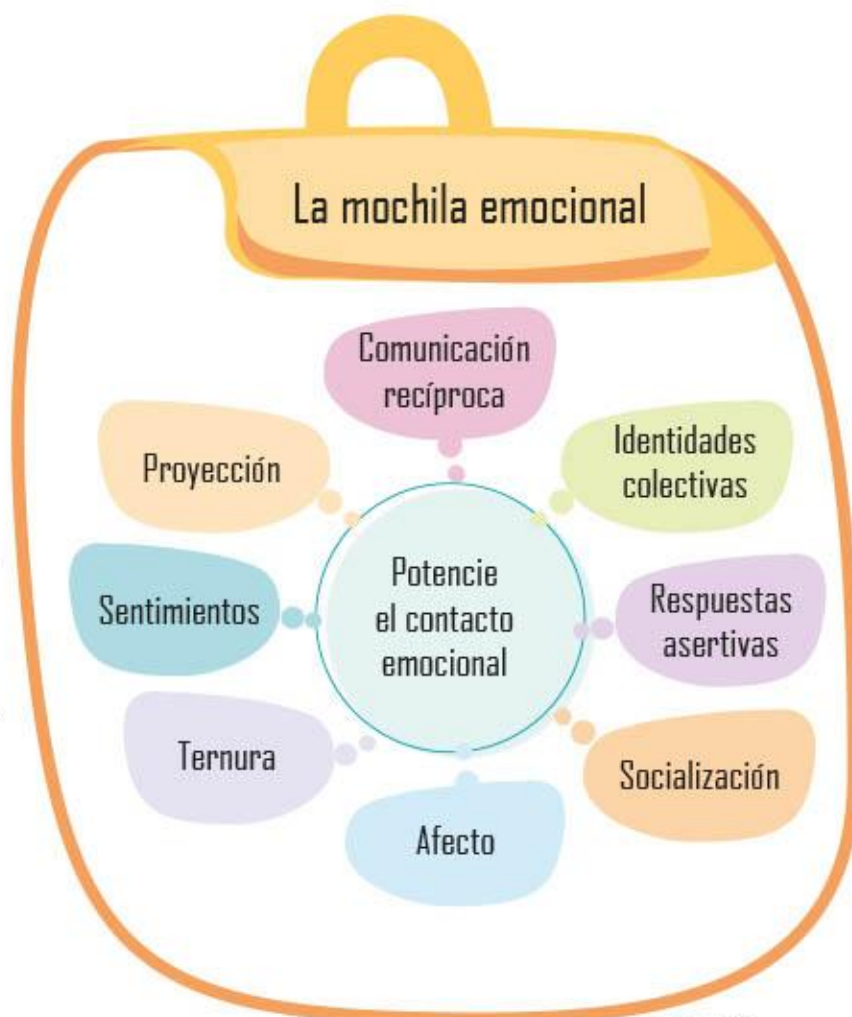 La mochila emocional
Comunicación
recíproca
Identidades
colectivas
Proyección
Potencie
el contacto
emocional
Sentimientos
Respuestas
asertivas
Ternura
Socialización
Afecto